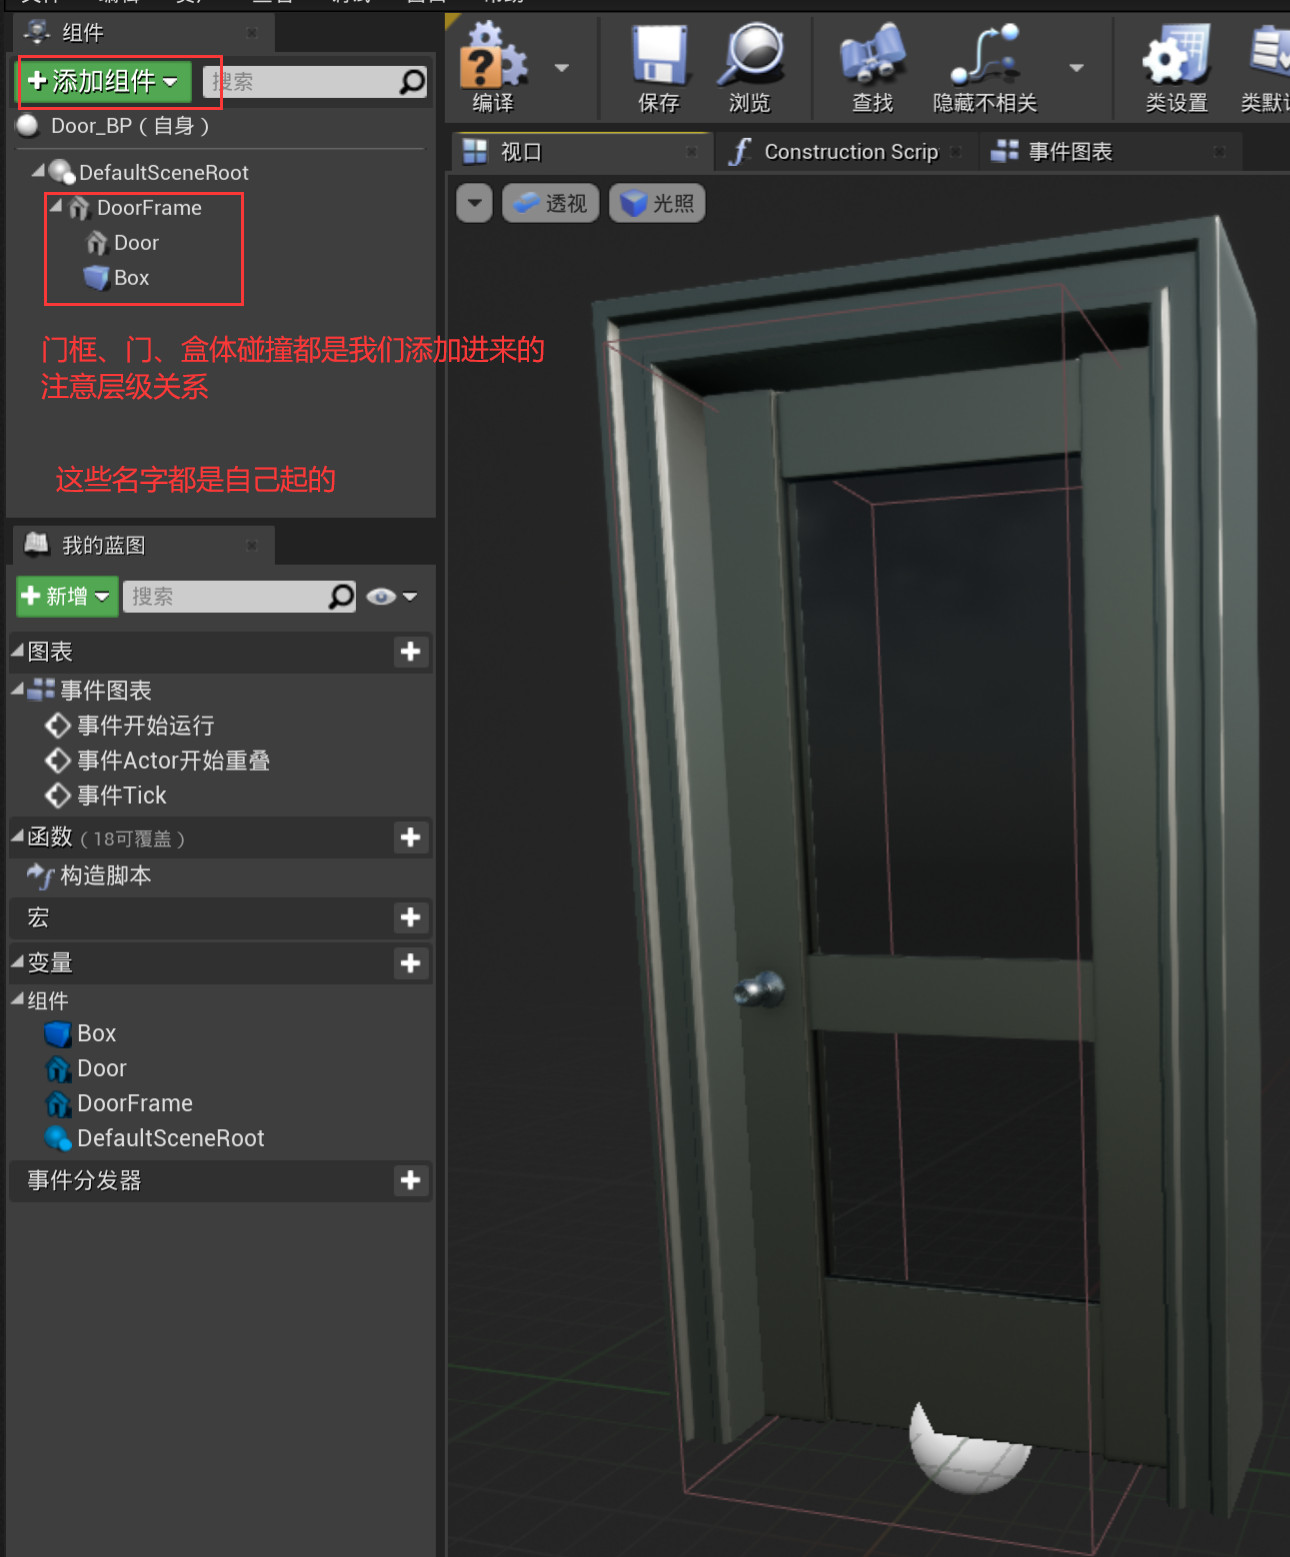 组件
添加组件
搜索
Door_BP（自身）
DefaultSceneRoot
DoorFrame
Door
Box
门框、门、盒体碰撞都是我们添加进来的
注意层级关系
这些名字都是自己起的
我的蓝图
新增
搜索
图表
事件图表
事件开始运行
事件Actor开始重叠
事件Tick
函数（18可覆盖）
构造脚本
宏
变量
组件
Box
Door
DoorFrame
DefaultSceneRoot
事件分发器
编译
保存
浏览
查找
隐藏不相关
类设置
类默
视口
Construction Scrip
事件图表
透视
光照